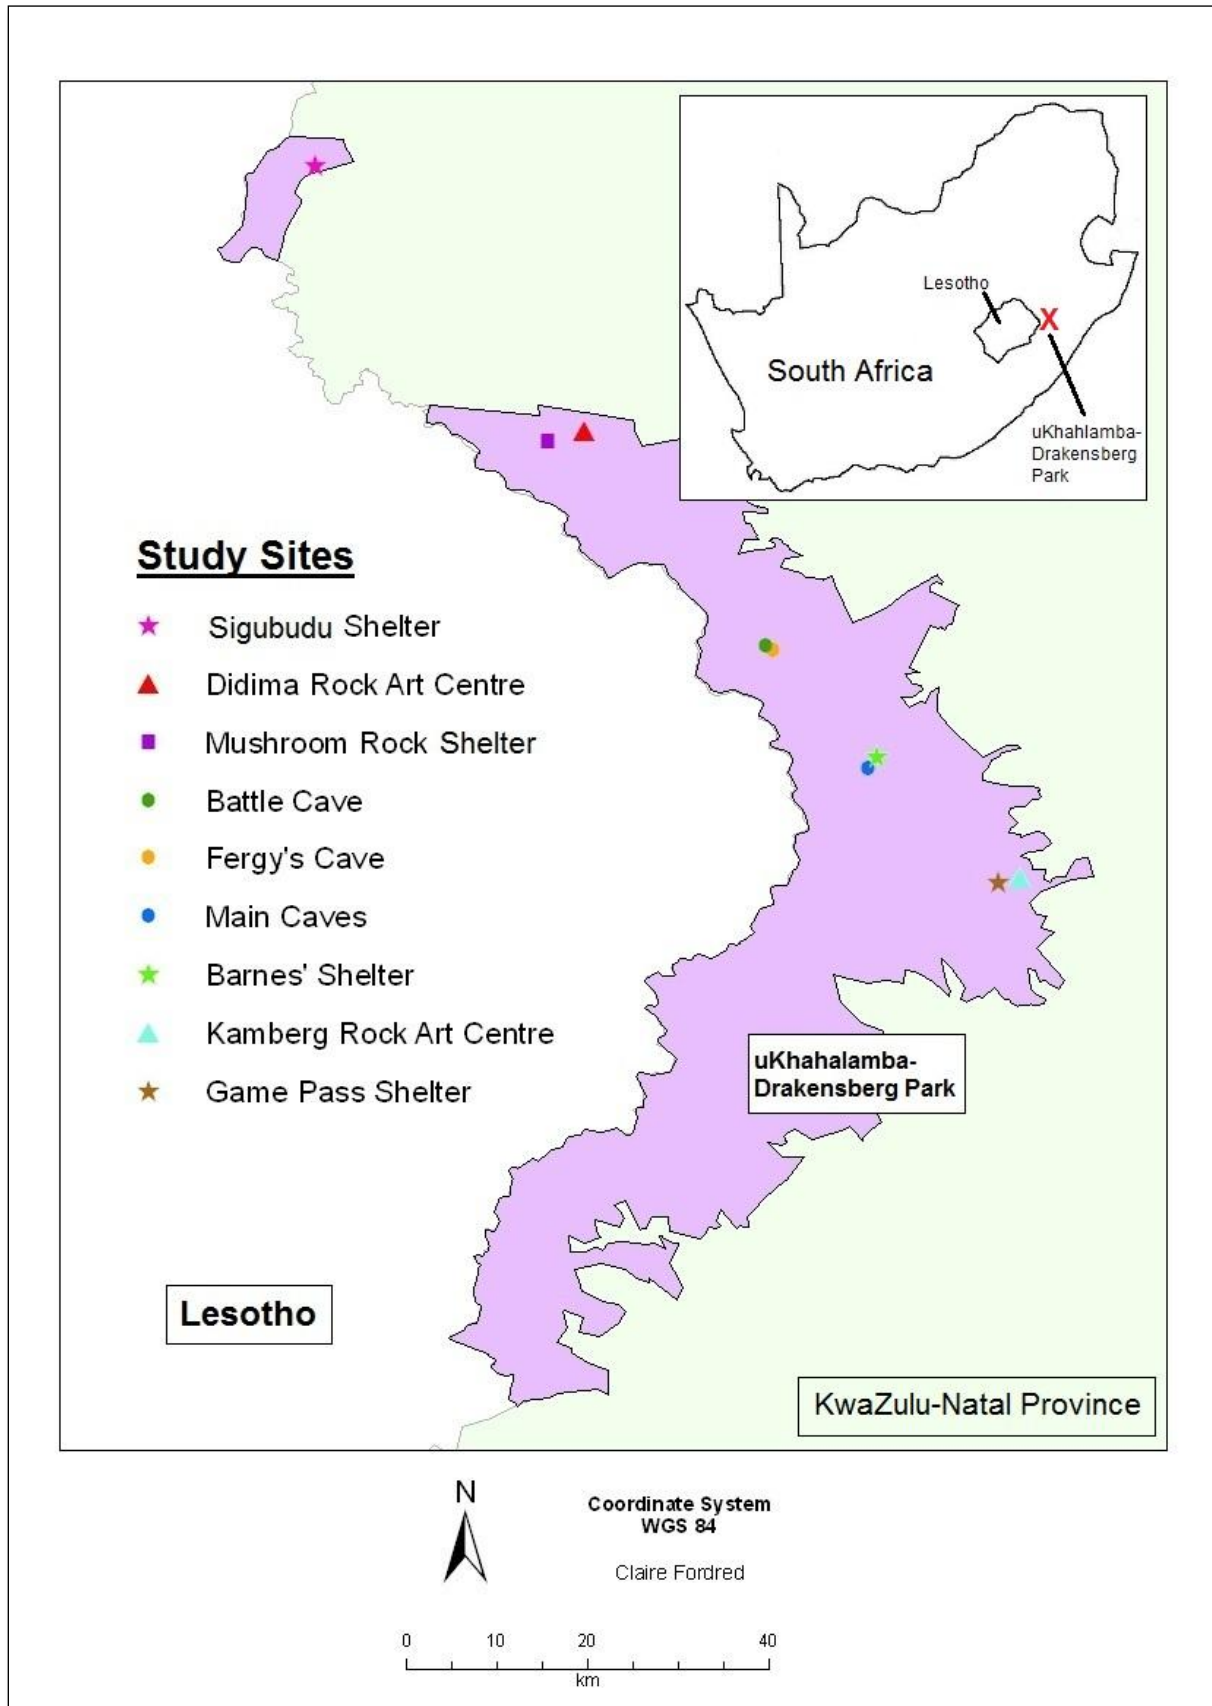 Lesotho
South Africa
X
uKhahlamba-
Drakensberg
Park
Study Sites
Sigubudu Shelter
Didima Rock Art Centre
Mushroom Rock Shelter
Battle Cave
Fergy's Cave
Main Caves
Barnes' Shelter
Kamberg Rock Art Centre
Game Pass Shelter
uKhahalamba-
Drakensberg Park
Lesotho
KwaZulu-Natal Province
N
Coordinate System
WGS 84
Claire Fordred
0 10 20 40
km